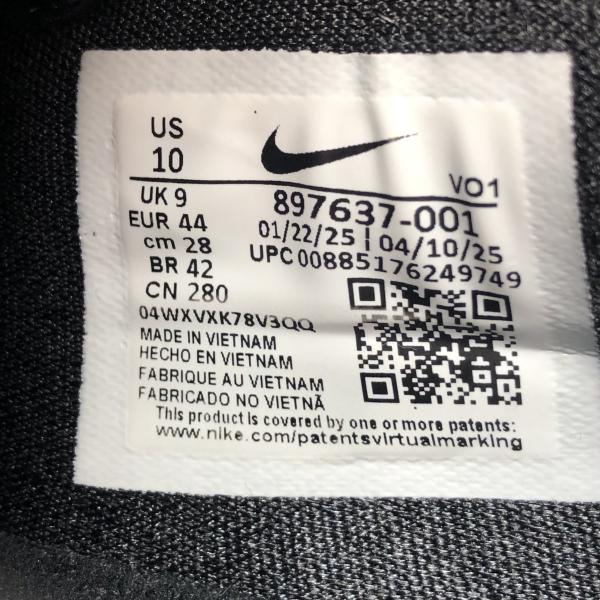 US
10
VO1
UK 9
897637-001
EUR 44
01/22/25 | 04/10/25
cm 28
UPC 00885176249749
BR 42
CN 280
04WXVXK78V3QQ
MADE IN VIETNAM
HECHO EN VIETNAM
FABRIQUE AU VIETNAM
FABRICADO NO VIETNÃ
This product is covered by one or more patents:
www.nike.com/patentsvirtualmarking